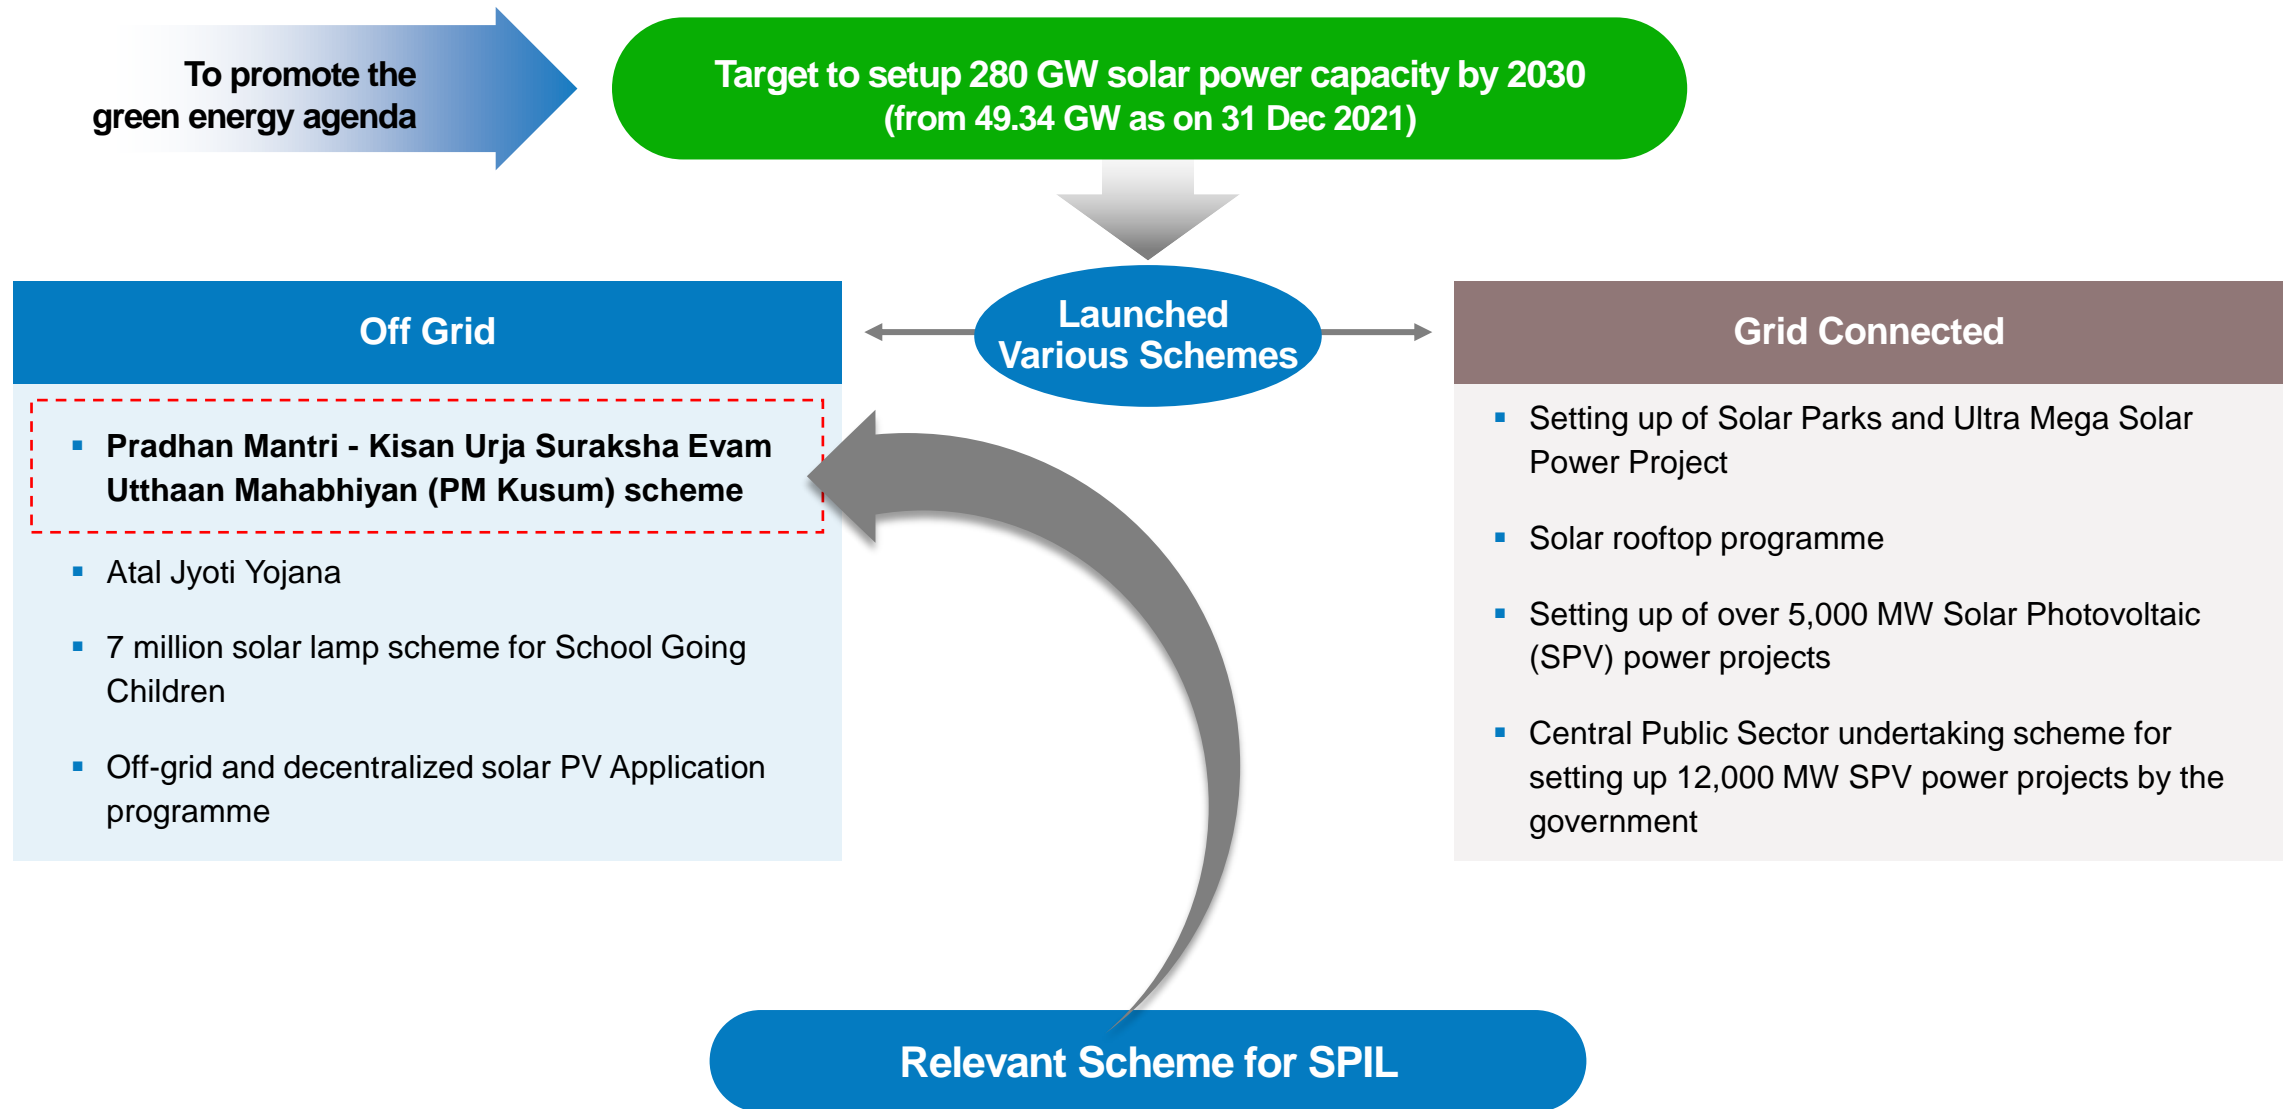 To promote the
green energy agenda
Target to setup 280 GW solar power capacity by 2030
(from 49.34 GW as on 31 Dec 2021)
Launched
Various Schemes
Off Grid
▪ Pradhan Mantri - Kisan Urja Suraksha Evam
Utthaan Mahabhiyan (PM Kusum) scheme
▪ Atal Jyoti Yojana
▪ 7 million solar lamp scheme for School Going
Children
▪ Off-grid and decentralized solar PV Application
programme
Grid Connected
▪ Setting up of Solar Parks and Ultra Mega Solar
Power Project
▪ Solar rooftop programme
▪ Setting up of over 5,000 MW Solar Photovoltaic
(SPV) power projects
▪ Central Public Sector undertaking scheme for
setting up 12,000 MW SPV power projects by the
government
Relevant Scheme for SPIL